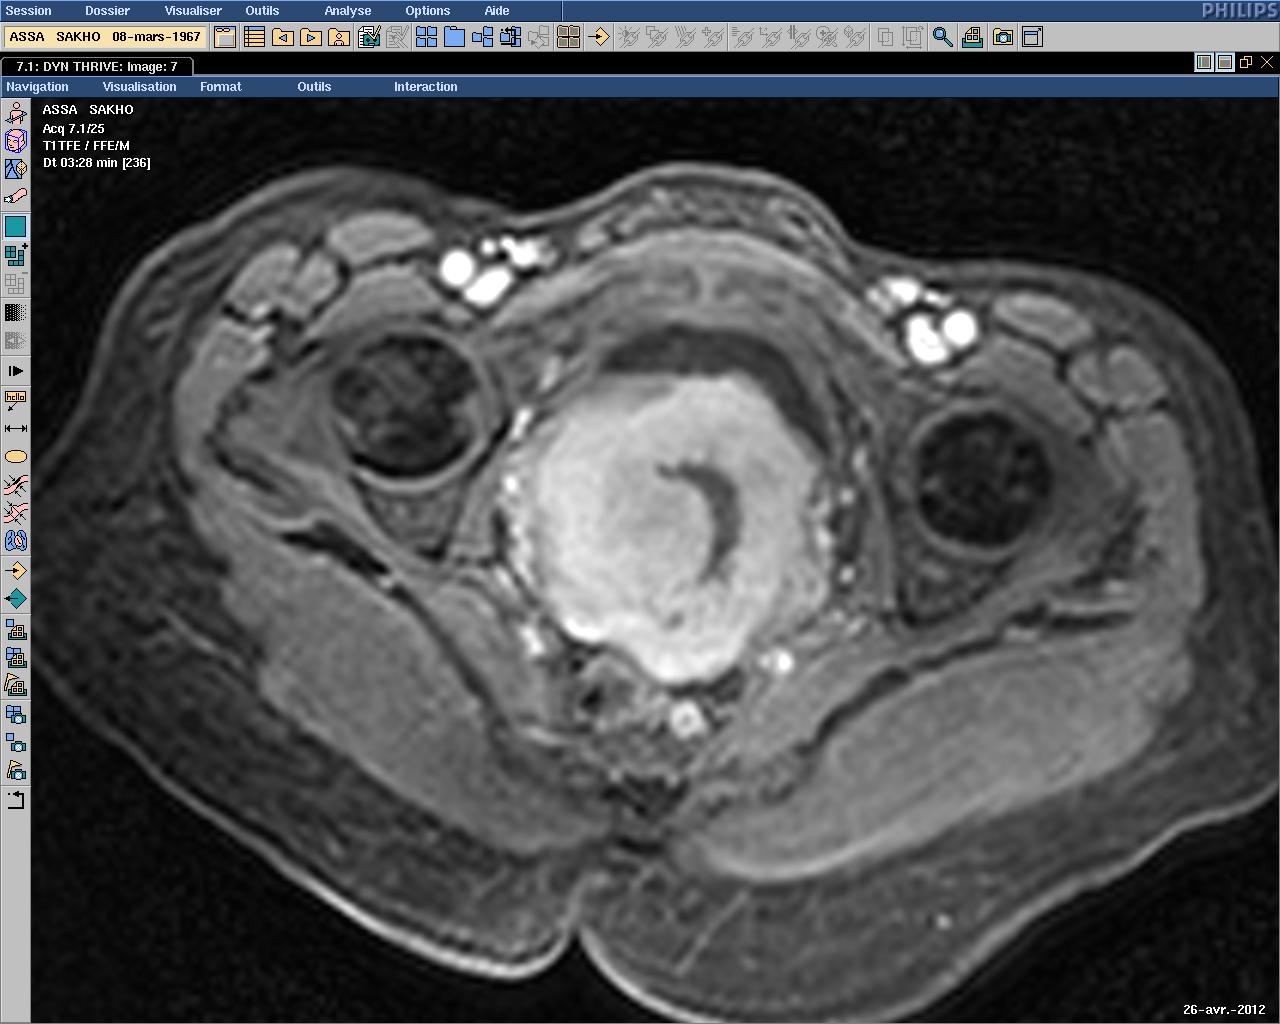 Session Dossier Visualiser Outils Analyse Options Aide
PHILIPS
ASSA SAKHO 08-mars-1967
7.1: DYN THRIVE: Image: 7
Navigation Visualisation Format Outils Interaction
ASSA SAKHO
Acq 7.1/25
T1TFE / FFE/M
Dt 03:28 min [236]
hello
26-avr.-2012